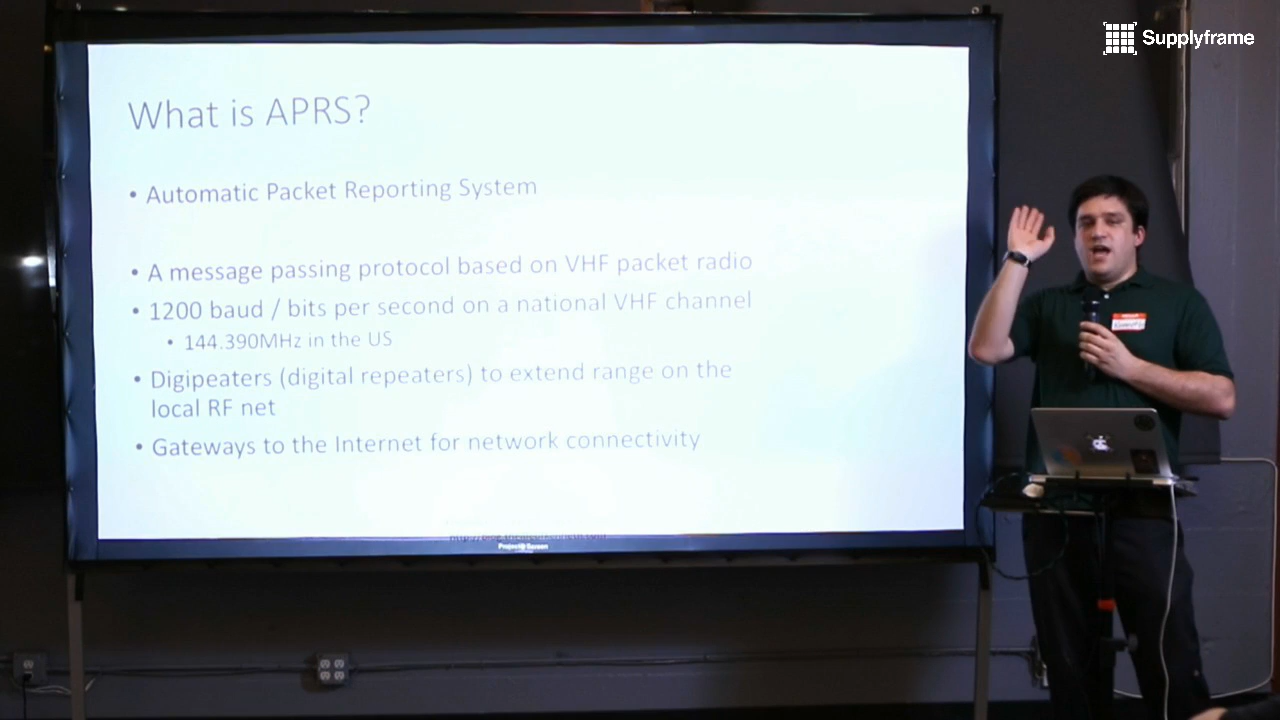 Supplyframe
What is APRS?
• Automatic Packet Reporting System
• A message passing protocol based on VHF packet radio
• 1200 baud / bits per second on a national VHF channel
• 144.390MHz in the US
• Digipeaters (digital repeaters) to extend range on the
local RF net
• Gateways to the Internet for network connectivity
Screen